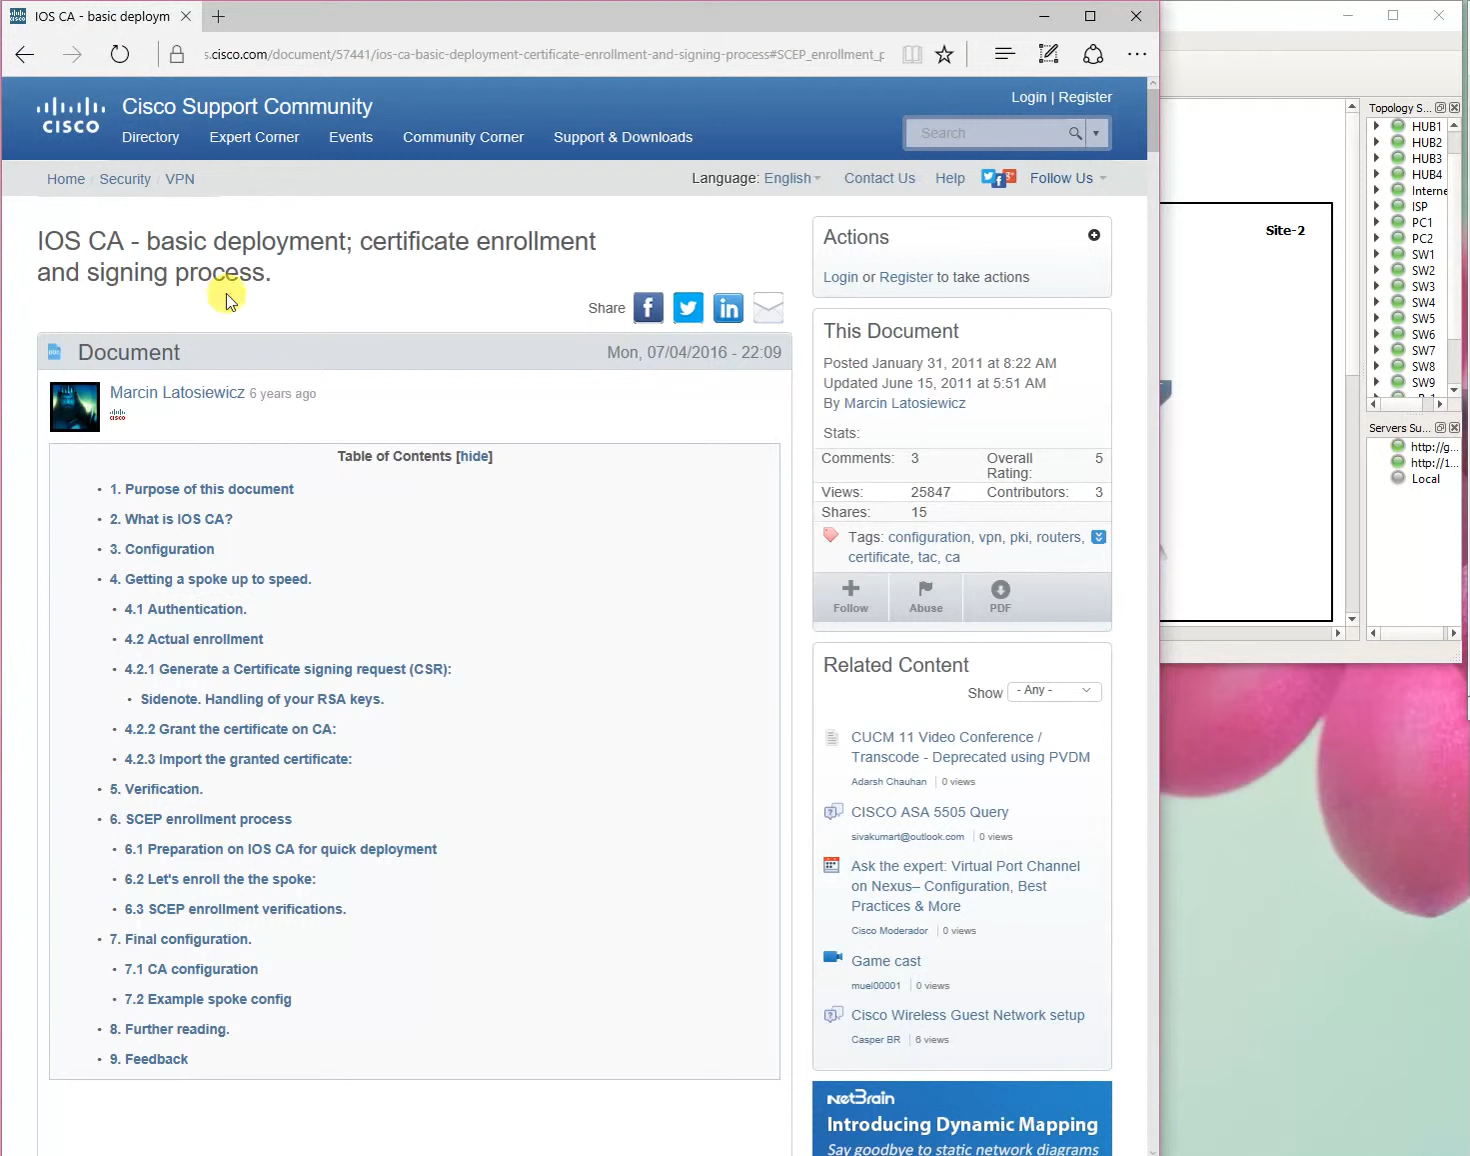 IOS CA - basic deploym
s.cisco.com/document/57441/ios-ca-basic-deployment-certificate-enrollment-and-signing-process#SCEP_enrollment_p
CISCO
Cisco Support Community
Login | Register
Directory Expert Corner Events Community Corner Support & Downloads
Search
Home / Security / VPN
Language: English Contact Us Help Follow Us
IOS CA - basic deployment; certificate enrollment
and signing process.
Share
Document
Mon, 07/04/2016 - 22:09
Marcin Latosiewicz 6 years ago
CISCO
Table of Contents [hide]
1. Purpose of this document
2. What is IOS CA?
3. Configuration
4. Getting a spoke up to speed.
4.1 Authentication.
4.2 Actual enrollment
4.2.1 Generate a Certificate signing request (CSR):
Sidenote. Handling of your RSA keys.
4.2.2 Grant the certificate on CA:
4.2.3 Import the granted certificate:
5. Verification.
6. SCEP enrollment process
6.1 Preparation on IOS CA for quick deployment
6.2 Let's enroll the the spoke:
6.3 SCEP enrollment verifications.
7. Final configuration.
7.1 CA configuration
7.2 Example spoke config
8. Further reading.
9. Feedback
Actions
Login or Register to take actions
This Document
Posted January 31, 2011 at 8:22 AM
Updated June 15, 2011 at 5:51 AM
By Marcin Latosiewicz
Stats:
Comments: 3 Overall Rating: 5
Views: 25847 Contributors: 3
Shares: 15
Tags: configuration, vpn, pki, routers,
certificate, tac, ca
Follow Abuse PDF
Related Content
Show - Any -
CUCM 11 Video Conference /
Transcode - Deprecated using PVDM
Adarsh Chauhan | 0 views
CISCO ASA 5505 Query
sivakumart@outlook.com | 0 views
Ask the expert: Virtual Port Channel
on Nexus– Configuration, Best
Practices & More
Cisco Moderador | 0 views
Game cast
muel00001 | 0 views
Cisco Wireless Guest Network setup
Casper BR | 6 views
NetBrain
Introducing Dynamic Mapping
Say goodbye to static network diagrams
Site-2
Topology S...
HUB1
HUB2
HUB3
HUB4
Interne
ISP
PC1
PC2
SW1
SW2
SW3
SW4
SW5
SW6
SW7
SW8
SW9
Servers Su...
http://g...
http://1...
Local